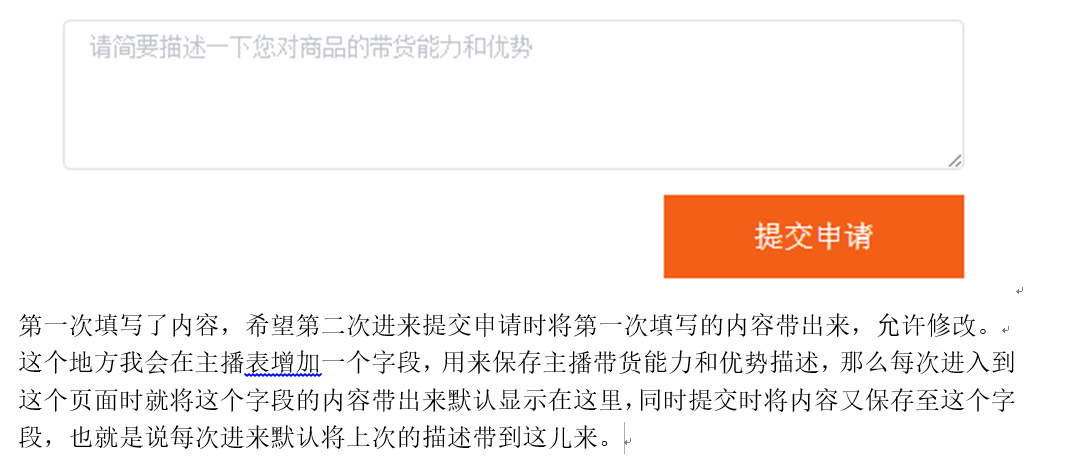 请简要描述一下您对商品的带货能力和优势
提交申请
第一次填写了内容，希望第二次进来提交申请时将第一次填写的内容带出来，允许修改。
这个地方我会在主播表增加一个字段，用来保存主播带货能力和优势描述，那么每次进入到
这个页面时就将这个字段的内容带出来默认显示在这里，同时提交时将内容又保存至这个字
段，也就是说每次进来默认将上次的描述带到这儿来。